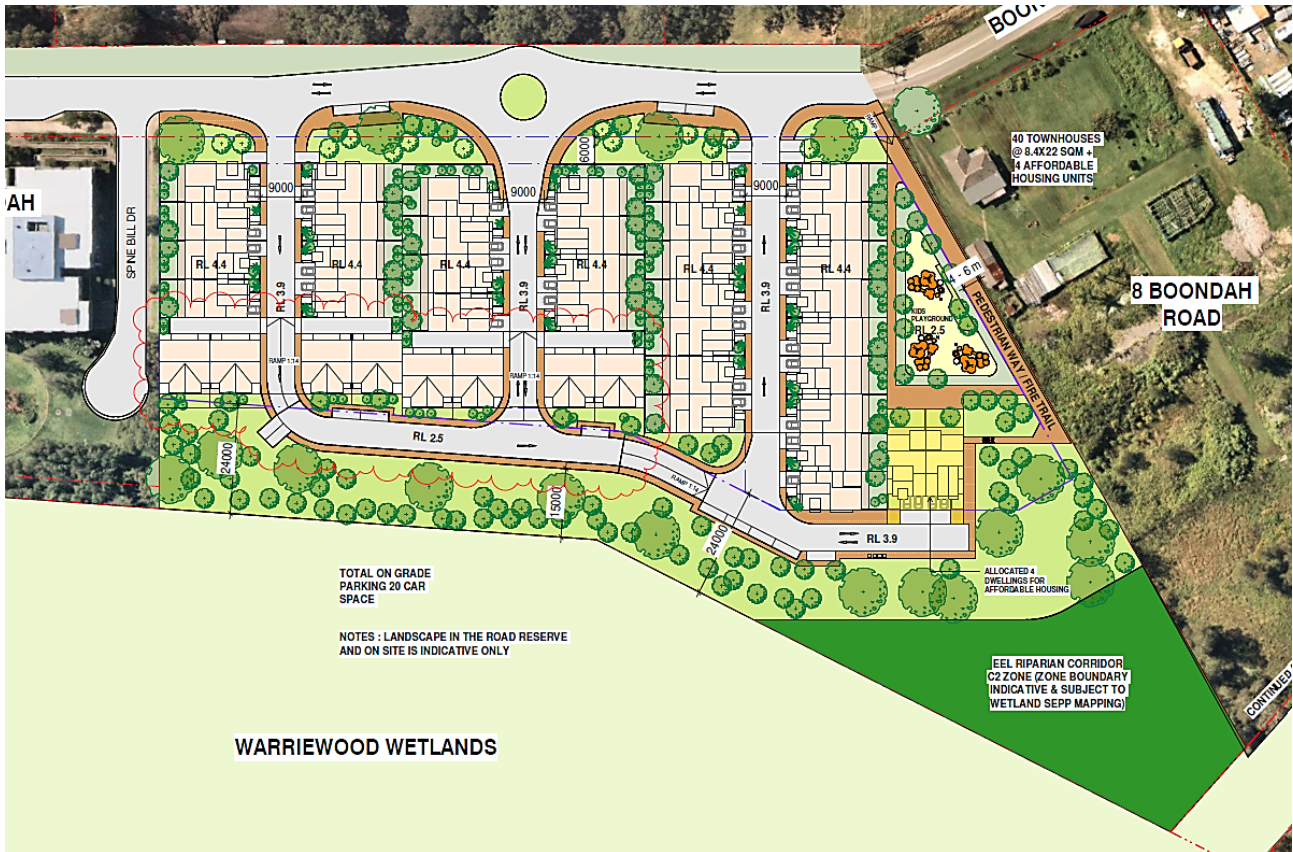 BOON
DAH
SPINE BILL DR
40 TOWNHOUSES
@ 8.4X22 SQM +
4 AFFORDABLE
HOUSING UNITS
RAMP
6000
9000
9000
9000
RL 4.4
RL 4.4
RL 4.4
RL 4.4
RL 4.4
RL 4.4
RL 3.9
RL 3.9
RL 3.9
4 - 6 m
KIDS
PLAYGROUND
RL 2.5
PEDESTRIAN WAY / FIRE TRAIL
8 BOONDAH
ROAD
RAMP 1:14
RAMP 1:14
RL 2.5
RAMP 1:14
24000
15000
24000
RL 3.9
ALLOCATED 4
DWELLINGS FOR
AFFORDABLE HOUSING
TOTAL ON GRADE
PARKING 20 CAR
SPACE
NOTES : LANDSCAPE IN THE ROAD RESERVE
AND ON SITE IS INDICATIVE ONLY
EEL RIPARIAN CORRIDOR
C2 ZONE (ZONE BOUNDARY
INDICATIVE & SUBJECT TO
WETLAND SEPP MAPPING)
CONTINUED
WARRIEWOOD WETLANDS